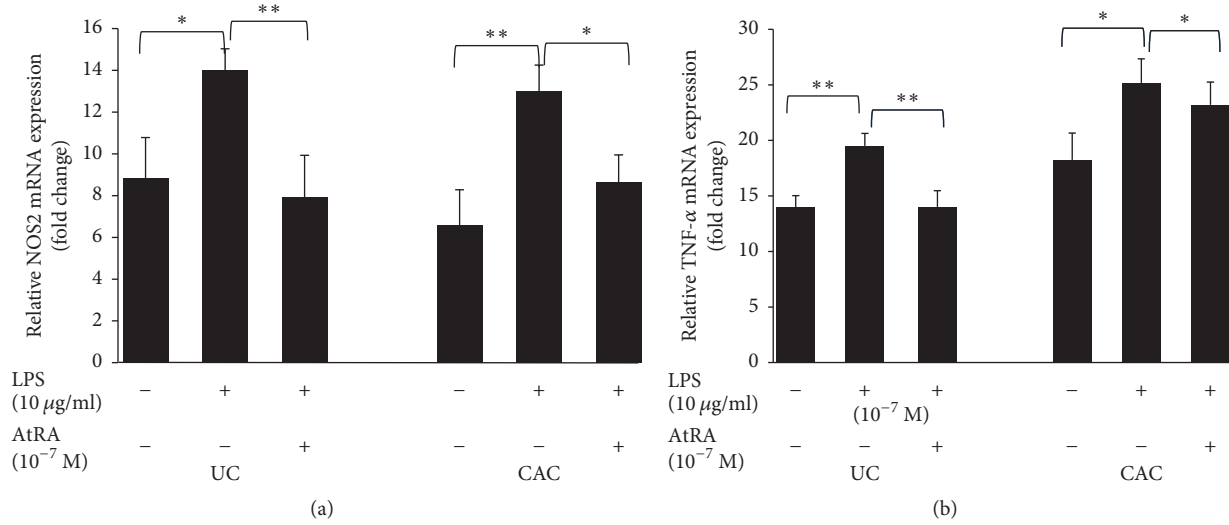 Relative NOS2 mRNA expression
(fold change)
16
14
12
10
8
6
4
2
0
* **
** *
LPS
(10 μg/ml)
− + + − + +
AtRA
(10⁻⁷ M)
− − + − − +
UC CAC
(a)
Relative TNF-α mRNA expression
(fold change)
30
25
20
15
10
5
0
** **
* *
LPS
(10 μg/ml)
− + + − + +
(10⁻⁷ M)
AtRA
(10⁻⁷ M)
− − + − − +
UC CAC
(b)